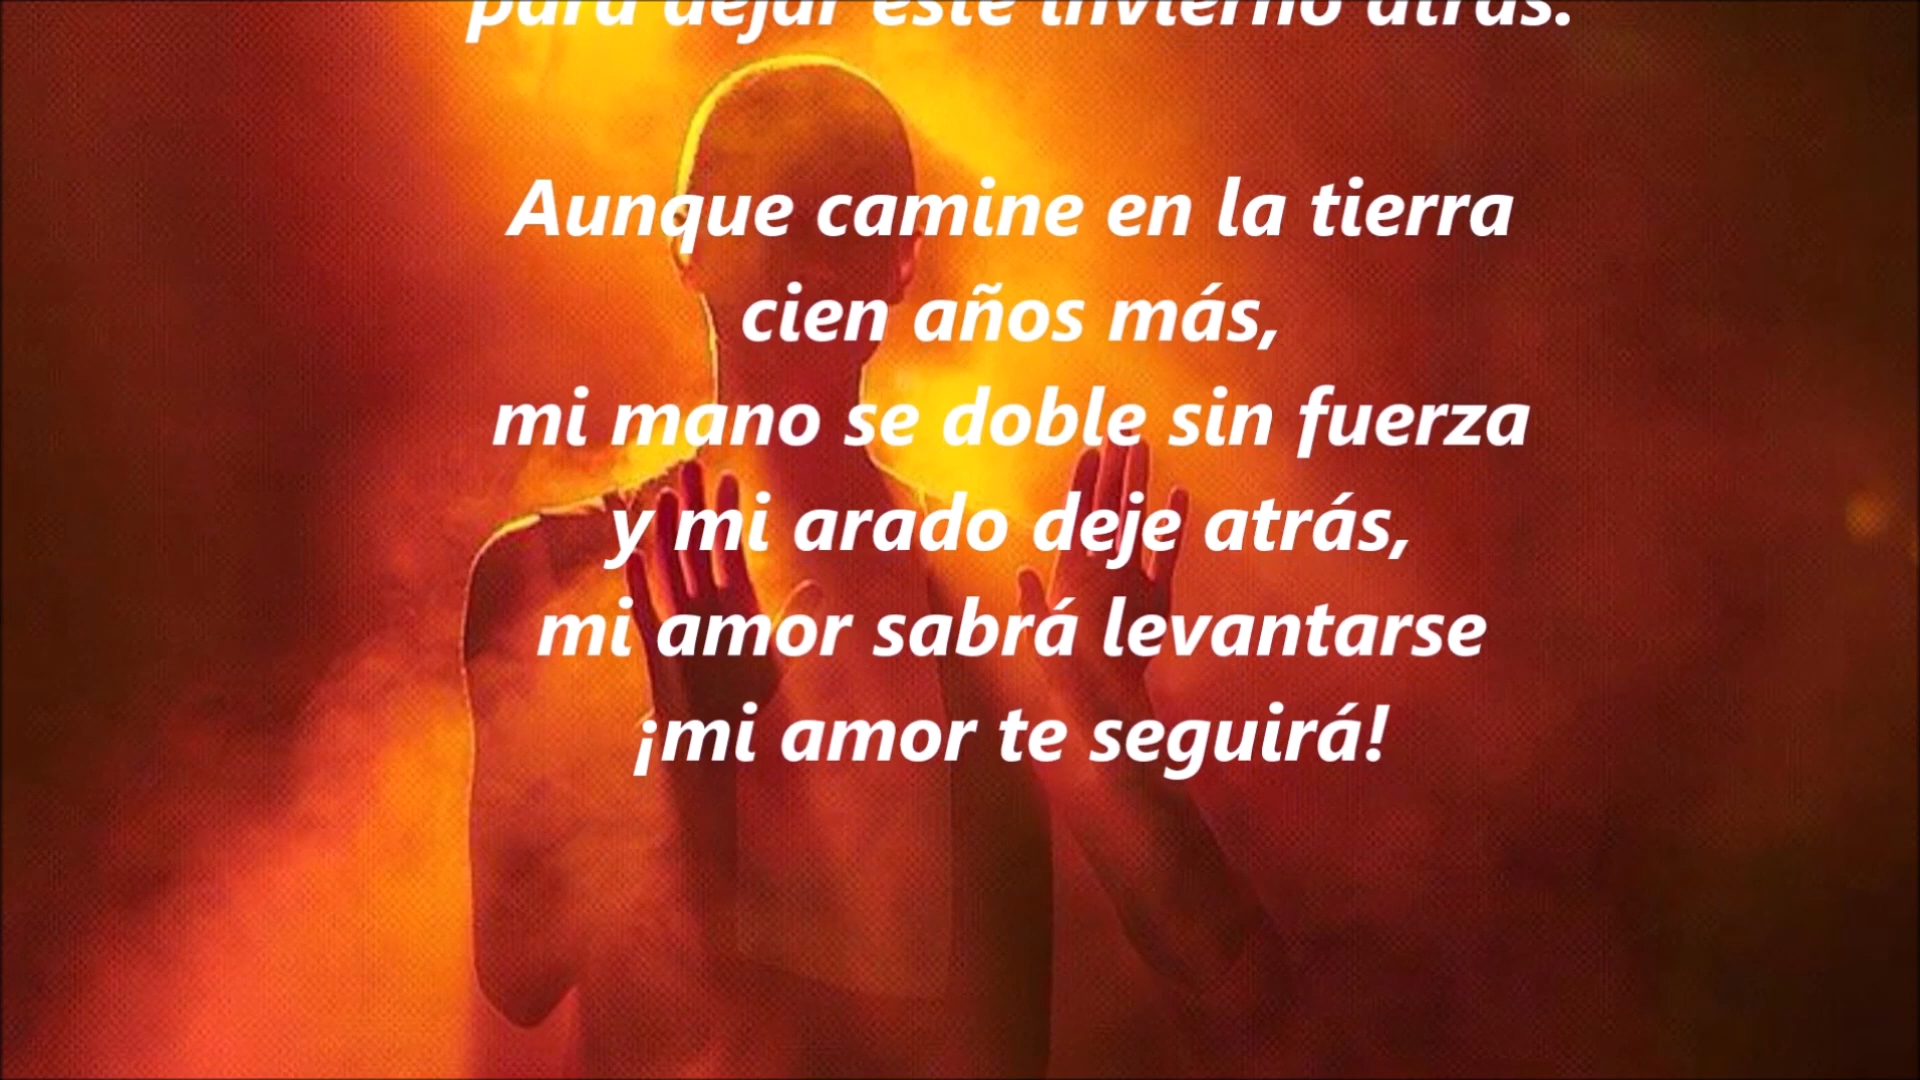 para dejar este invierno atrás.
Aunque camine en la tierra
cien años más,
mi mano se doble sin fuerza
y mi arado deje atrás,
mi amor sabrá levantarse
¡mi amor te seguirá!